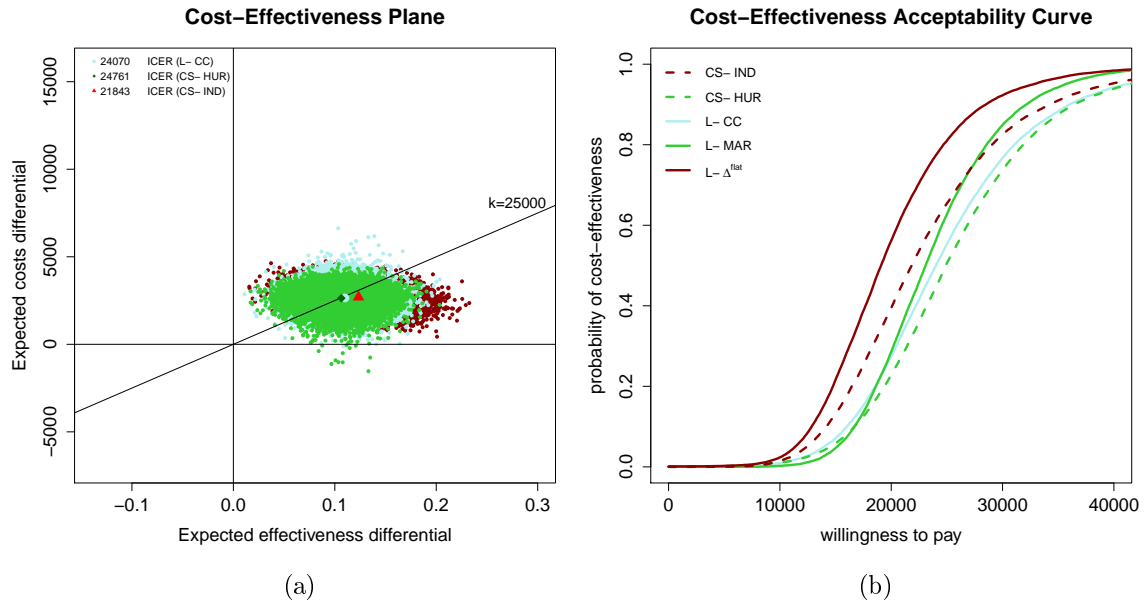 Cost−Effectiveness Plane
24070 ICER (L− CC)
24761 ICER (CS− HUR)
21843 ICER (CS− IND)
k=25000
Expected costs differential
15000
10000
5000
0
−5000
−0.1 0.0 0.1 0.2 0.3
Expected effectiveness differential
(a)
Cost−Effectiveness Acceptability Curve
CS− IND
CS− HUR
L− CC
L− MAR
L− Δflat
probability of cost−effectiveness
1.0
0.8
0.6
0.4
0.2
0.0
0 10000 20000 30000 40000
willingness to pay
(b)